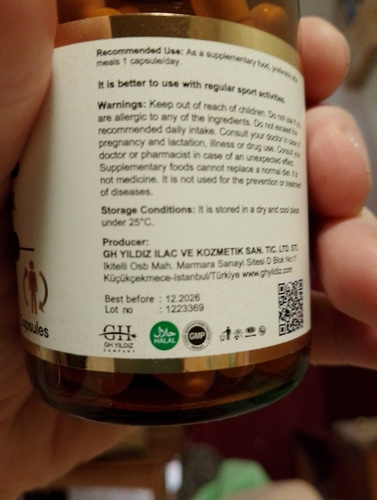 Recommended Use: As a supplementary food, preferably with
meals 1 capsule/day.
It is better to use with regular sport activities.
Warnings: Keep out of reach of children. Do not use if you
are allergic to any of the ingredients. Do not exceed the
recommended daily intake. Consult your doctor in case of
pregnancy and lactation, illness or drug use. Consult your
doctor or pharmacist in case of an unexpected effect.
Supplementary foods cannot replace a normal diet. It is
not medicine. It is not used for the prevention or treatment
of diseases.
Storage Conditions: It is stored in a dry and cool place
under 25°C.
Producer:
GH YILDIZ ILAC VE KOZMETIK SAN. TIC. LTD. STI.
Ikitelli Osb Mah. Marmara Sanayi Sitesi D Blok No:11
Küçükçekmece-Istanbul/Türkiye www.ghyildiz.com
Best before : 12.2026
Lot no : 1223369
GH
GH YILDIZ
COMPANY
حلال
HALAL
GMP
apsules